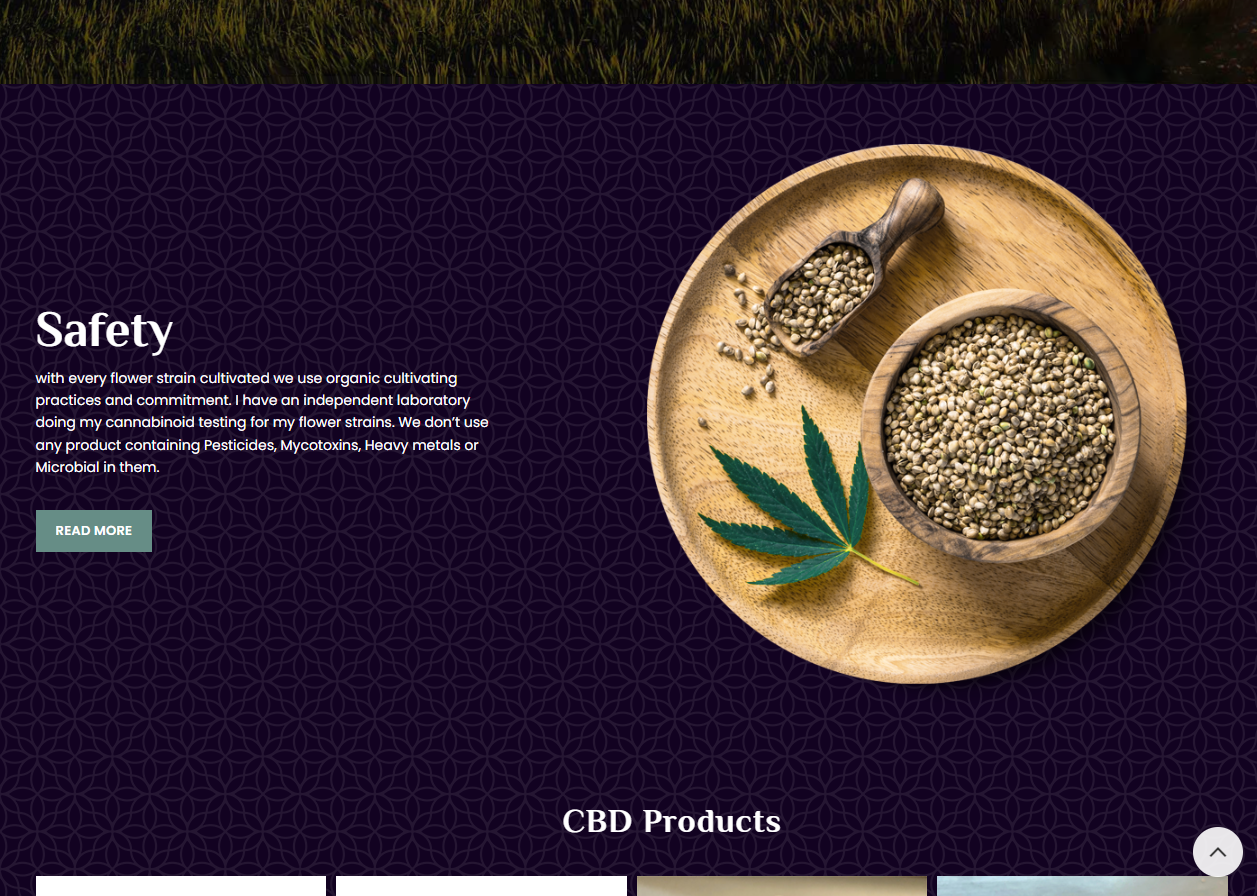 Safety
with every flower strain cultivated we use organic cultivating
practices and commitment. I have an independent laboratory
doing my cannabinoid testing for my flower strains. We don’t use
any product containing Pesticides, Mycotoxins, Heavy metals or
Microbial in them.
READ MORE
CBD Products